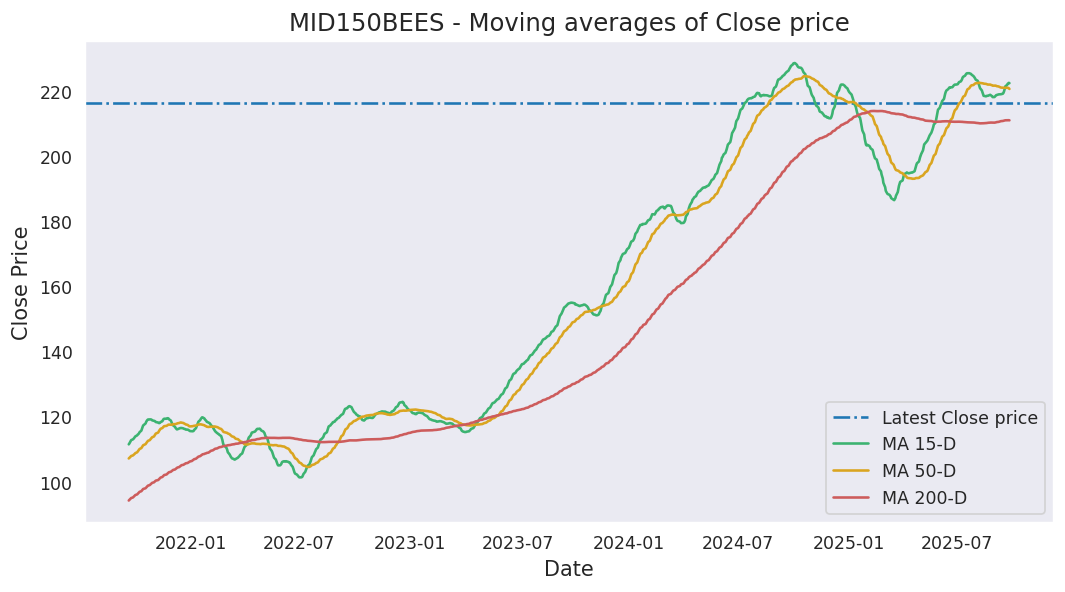 MID150BEES - Moving averages of Close price
Close Price
220
200
180
160
140
120
100
2022-01
2022-07
2023-01
2023-07
2024-01
2024-07
2025-01
2025-07
Date
Latest Close price
MA 15-D
MA 50-D
MA 200-D